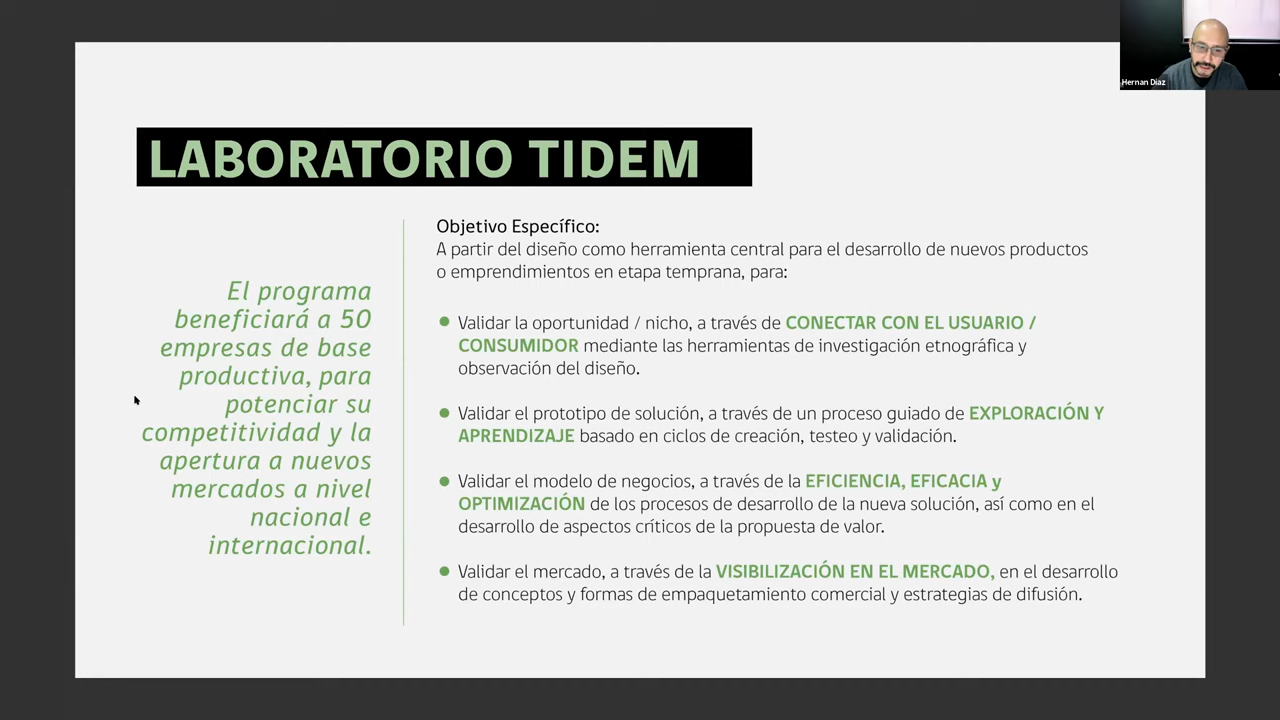 LABORATORIO TIDEM
El programa
beneficiará a 50
empresas de base
productiva, para
potenciar su
competitividad y la
apertura a nuevos
mercados a nivel
nacional e
internacional.
Objetivo Específico:
A partir del diseño como herramienta central para el desarrollo de nuevos productos
o emprendimientos en etapa temprana, para:
Validar la oportunidad / nicho, a través de CONECTAR CON EL USUARIO /
CONSUMIDOR mediante las herramientas de investigación etnográfica y
observación del diseño.
Validar el prototipo de solución, a través de un proceso guiado de EXPLORACIÓN Y
APRENDIZAJE basado en ciclos de creación, testeo y validación.
Validar el modelo de negocios, a través de la EFICIENCIA, EFICACIA y
OPTIMIZACIÓN de los procesos de desarrollo de la nueva solución, así como en el
desarrollo de aspectos críticos de la propuesta de valor.
Validar el mercado, a través de la VISIBILIZACIÓN EN EL MERCADO, en el desarrollo
de conceptos y formas de empaquetamiento comercial y estrategias de difusión.
Hernan Diaz